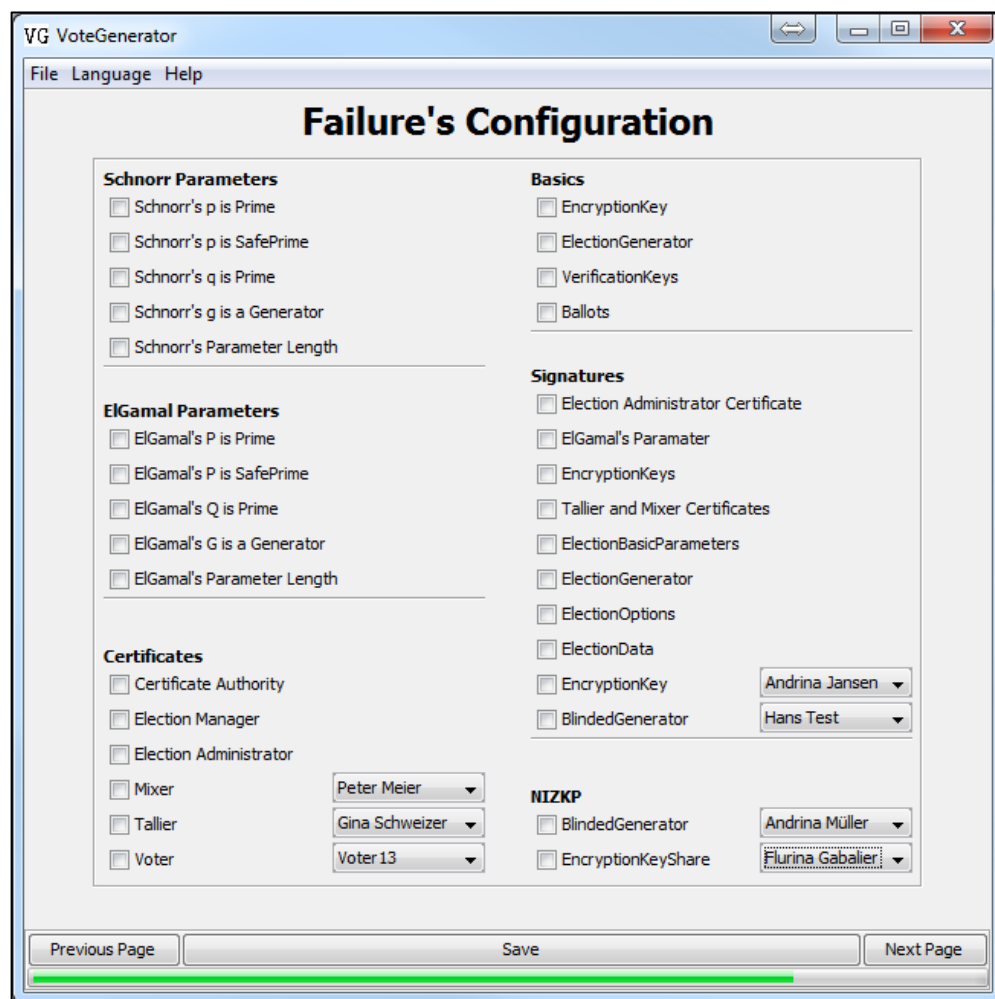 VG VoteGenerator
File Language Help
Failure's Configuration
Schnorr Parameters
Schnorr's p is Prime
Schnorr's p is SafePrime
Schnorr's q is Prime
Schnorr's g is a Generator
Schnorr's Parameter Length
ElGamal Parameters
ElGamal's P is Prime
ElGamal's P is SafePrime
ElGamal's Q is Prime
ElGamal's G is a Generator
ElGamal's Parameter Length
Certificates
Certificate Authority
Election Manager
Election Administrator
Mixer Peter Meier
Tallier Gina Schweizer
Voter Voter13
Basics
EncryptionKey
ElectionGenerator
VerificationKeys
Ballots
Signatures
Election Administrator Certificate
ElGamal's Paramater
EncryptionKeys
Tallier and Mixer Certificates
ElectionBasicParameters
ElectionGenerator
ElectionOptions
ElectionData
EncryptionKey Andrina Jansen
BlindedGenerator Hans Test
NIZKP
BlindedGenerator Andrina Müller
EncryptionKeyShare Flurina Gabalier
Previous Page Save Next Page